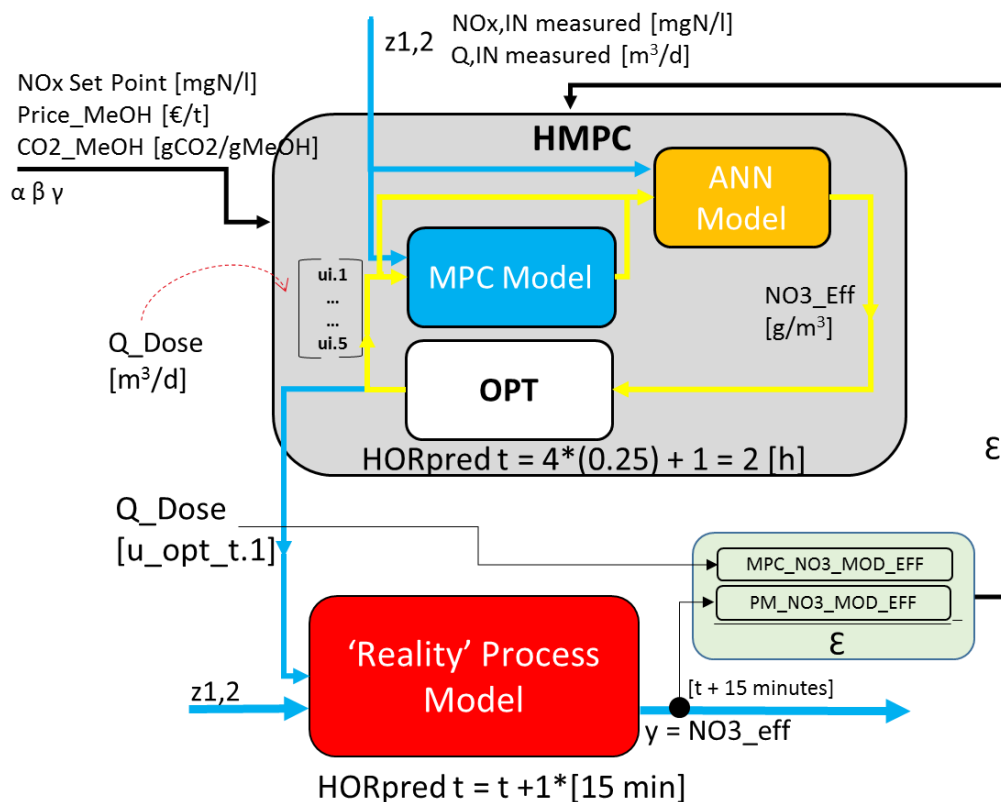 NOx,IN measured [mgN/l]
z1,2
Q,IN measured [m³/d]
NOx Set Point [mgN/l]
Price_MeOH [€/t]
CO2_MeOH [gCO2/gMeOH]
α β γ
HMPC
ANN
Model
MPC Model
ui.1
...
...
ui.5
NO3_Eff
[g/m³]
Q_Dose
[m³/d]
OPT
HORpred t = 4*(0.25) + 1 = 2 [h]
Ɛ
Q_Dose
[u_opt_t.1]
MPC_NO3_MOD_EFF
PM_NO3_MOD_EFF
Ɛ
‘Reality’ Process
Model
z1,2
[t + 15 minutes]
y = NO3_eff
HORpred t = t +1*[15 min]